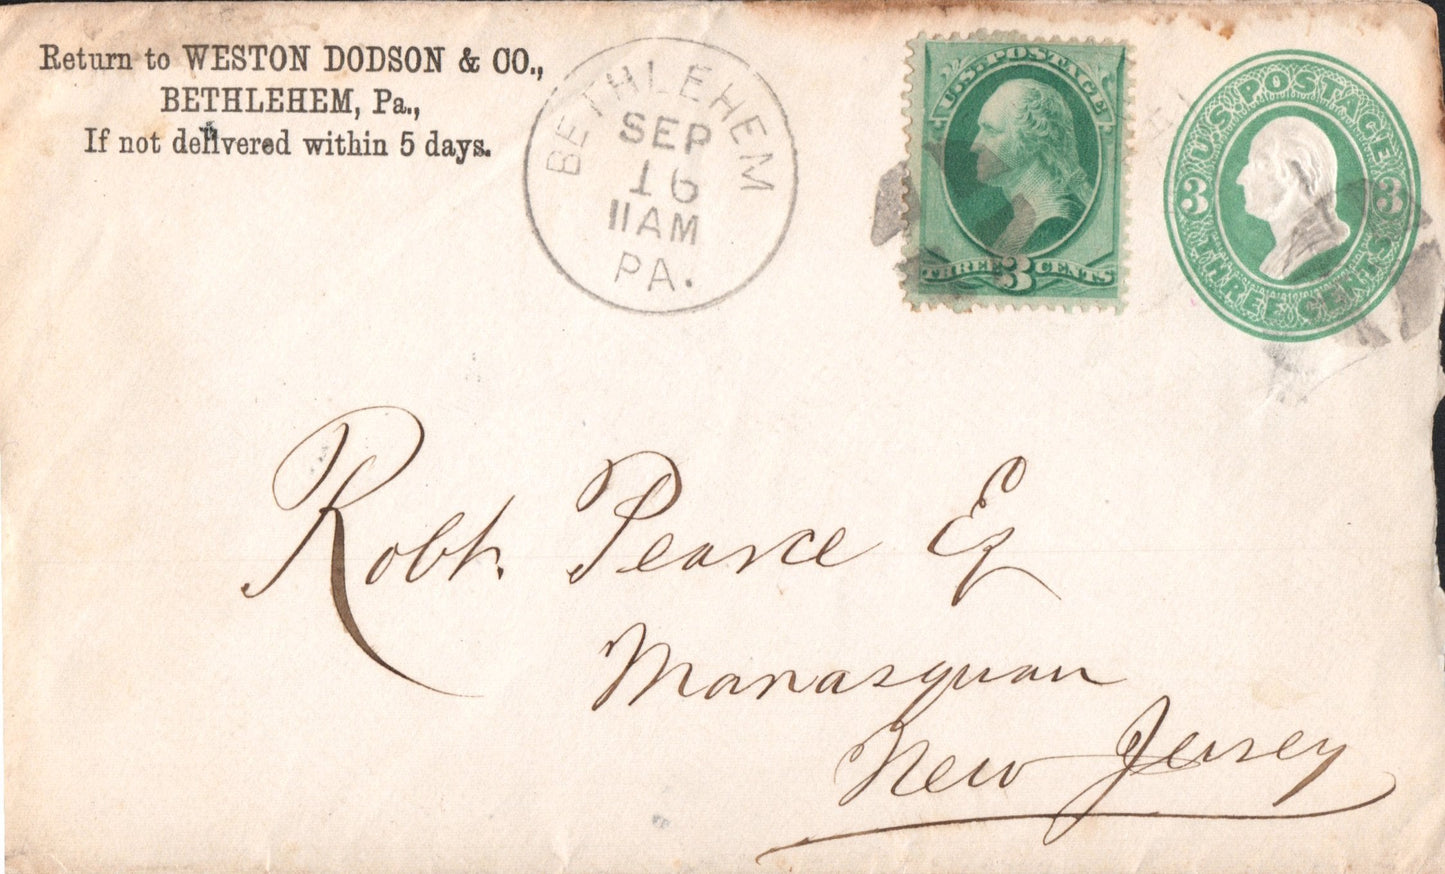 Return to WESTON DODSON & CO.,
BETHLEHEM, Pa.,
If not delivered within 5 days.
BETHLEHEM
SEP
16
11AM
PA.
U.S. POSTAGE
THREE 3 CENTS
U.S. POSTAGE
3 3
THREE CENTS
Robt. Pearce Eq
Manasquan
New Jersey